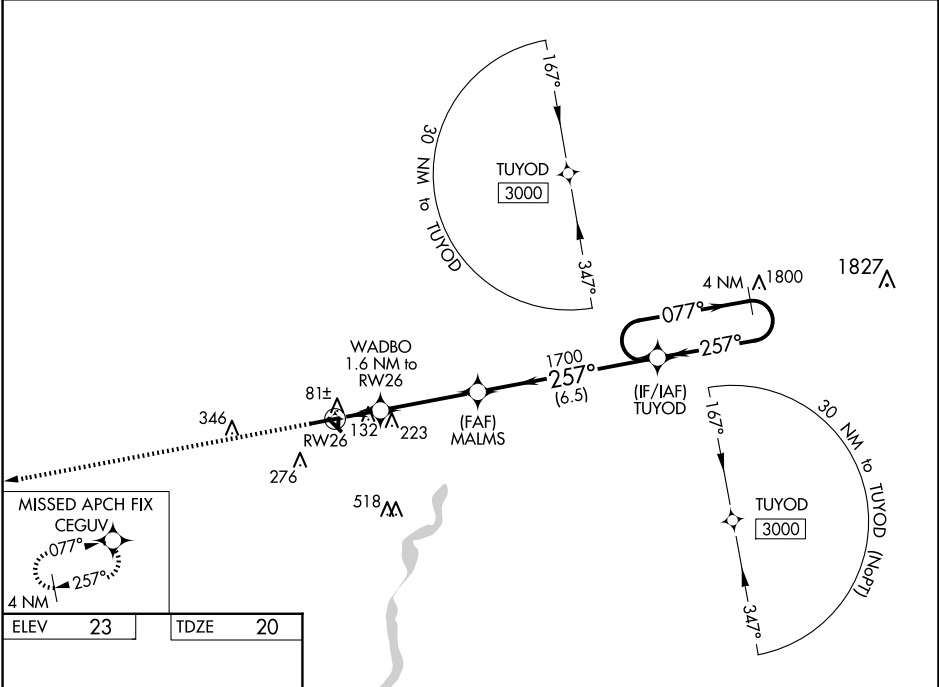 167°
30 NM to TUYOD
TUYOD
3000
347°
4 NM
1800
1827
077°
257°
WADBO
1.6 NM to
RW26
1700
257°
(6.5)
(IF/IAF)
TUYOD
(FAF)
MALMS
81±
346
132
223
RW26
276
518
167°
30 NM to TUYOD (NoPT)
TUYOD
3000
347°
MISSED APCH FIX
CEGUV
077°
257°
4 NM
ELEV 23
TDZE 20